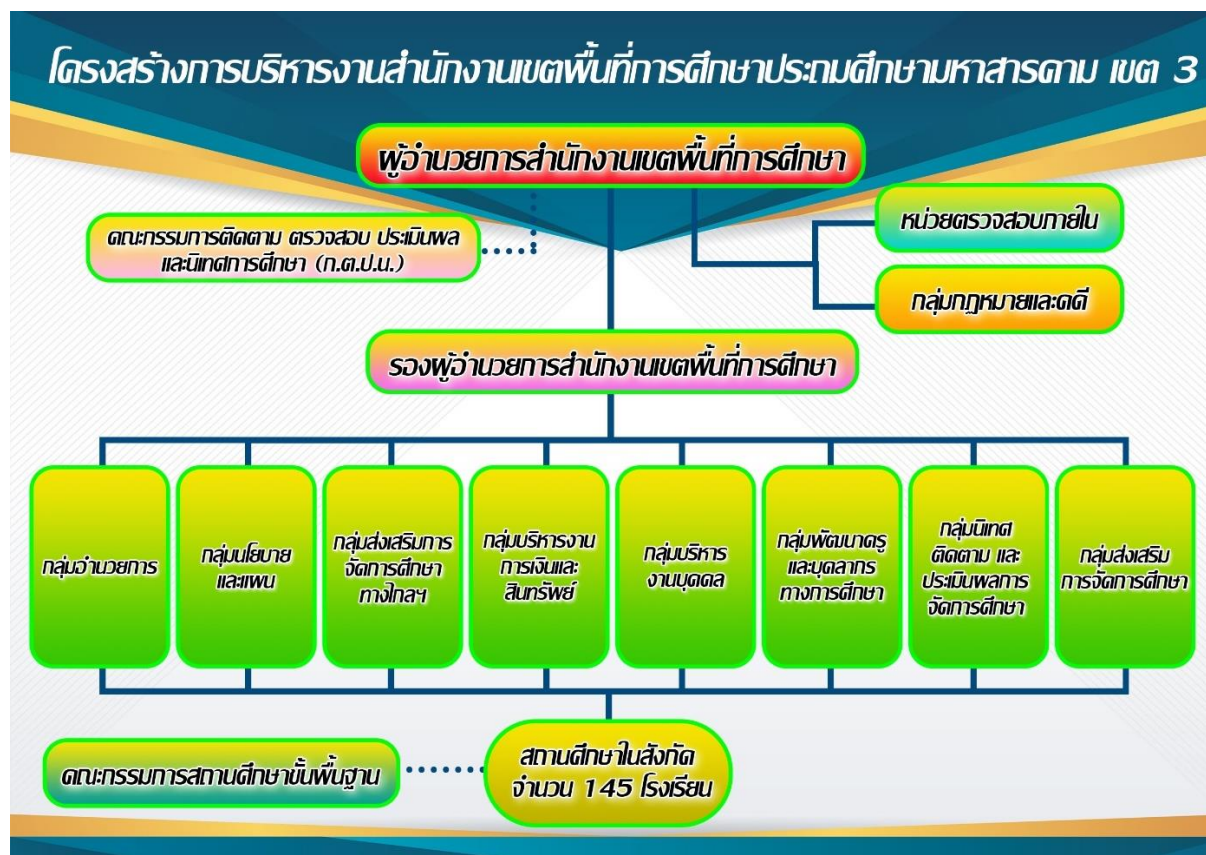 โครงสร้างการบริหารงานสำนักงานเขตพื้นที่การศึกษาประถมศึกษามหาสารคาม เขต 3
ผู้อำนวยการสำนักงานเขตพื้นที่การศึกษา
คณะกรรมการติดตาม ตรวจสอบ ประเมินผล
และนิเทศการศึกษา (ก.ต.ป.น.)
หน่วยตรวจสอบภายใน
กลุ่มกฎหมายและคดี
รองผู้อำนวยการสำนักงานเขตพื้นที่การศึกษา
กลุ่มอำนวยการ
กลุ่มนโยบาย
และแผน
กลุ่มส่งเสริมการ
จัดการศึกษา
ทางไกลฯ
กลุ่มบริหารงาน
การเงินและ
สินทรัพย์
กลุ่มบริหาร
งานบุคคล
กลุ่มพัฒนาครู
และบุคลากร
ทางการศึกษา
กลุ่มนิเทศ
ติดตาม และ
ประเมินผลการ
จัดการศึกษา
กลุ่มส่งเสริม
การจัดการศึกษา
คณะกรรมการสถานศึกษาขั้นพื้นฐาน
สถานศึกษาในสังกัด
จำนวน 145 โรงเรียน